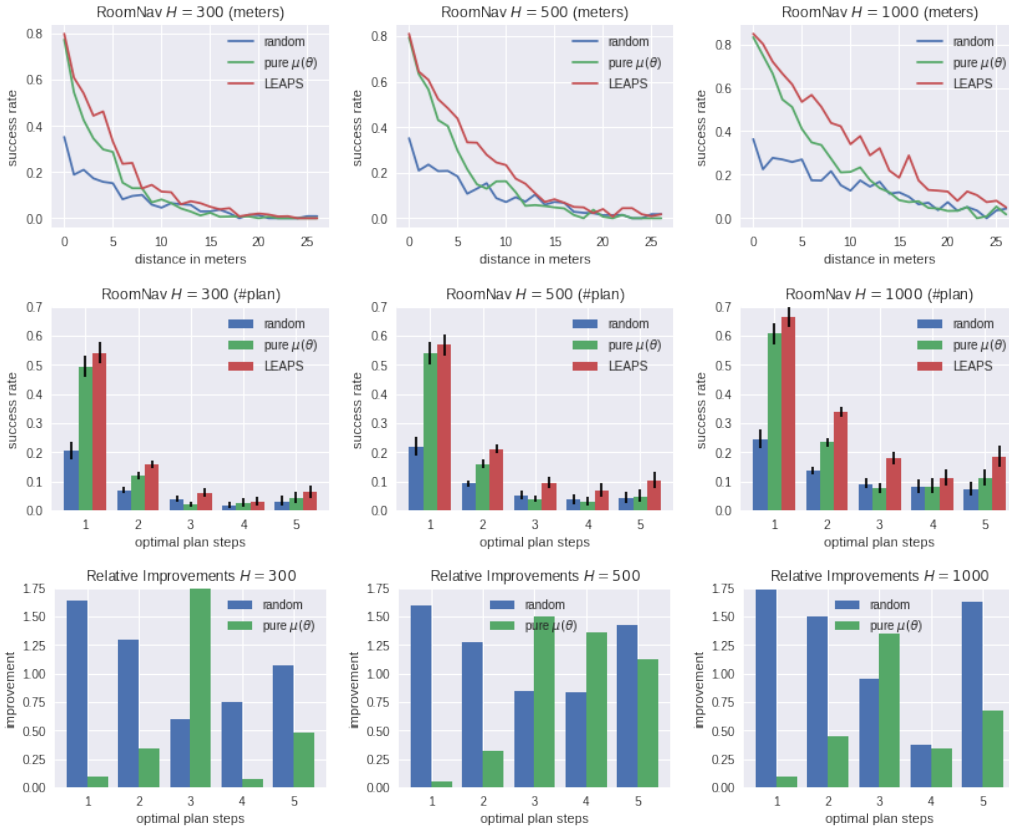 RoomNav H = 300 (meters)
success rate
0.8
0.6
0.4
0.2
0.0
random
pure μ(θ)
LEAPS
0 5 10 15 20 25
distance in meters
RoomNav H = 500 (meters)
success rate
0.8
0.6
0.4
0.2
0.0
random
pure μ(θ)
LEAPS
0 5 10 15 20 25
distance in meters
RoomNav H = 1000 (meters)
success rate
0.8
0.6
0.4
0.2
0.0
random
pure μ(θ)
LEAPS
0 5 10 15 20 25
distance in meters
RoomNav H = 300 (#plan)
success rate
0.7
0.6
0.5
0.4
0.3
0.2
0.1
0.0
random
pure μ(θ)
LEAPS
1 2 3 4 5
optimal plan steps
RoomNav H = 500 (#plan)
success rate
0.7
0.6
0.5
0.4
0.3
0.2
0.1
0.0
random
pure μ(θ)
LEAPS
1 2 3 4 5
optimal plan steps
RoomNav H = 1000 (#plan)
success rate
0.7
0.6
0.5
0.4
0.3
0.2
0.1
0.0
random
pure μ(θ)
LEAPS
1 2 3 4 5
optimal plan steps
Relative Improvements H = 300
improvement
1.75
1.50
1.25
1.00
0.75
0.50
0.25
0.00
random
pure μ(θ)
1 2 3 4 5
optimal plan steps
Relative Improvements H = 500
improvement
1.75
1.50
1.25
1.00
0.75
0.50
0.25
0.00
random
pure μ(θ)
1 2 3 4 5
optimal plan steps
Relative Improvements H = 1000
improvement
1.75
1.50
1.25
1.00
0.75
0.50
0.25
0.00
random
pure μ(θ)
1 2 3 4 5
optimal plan steps